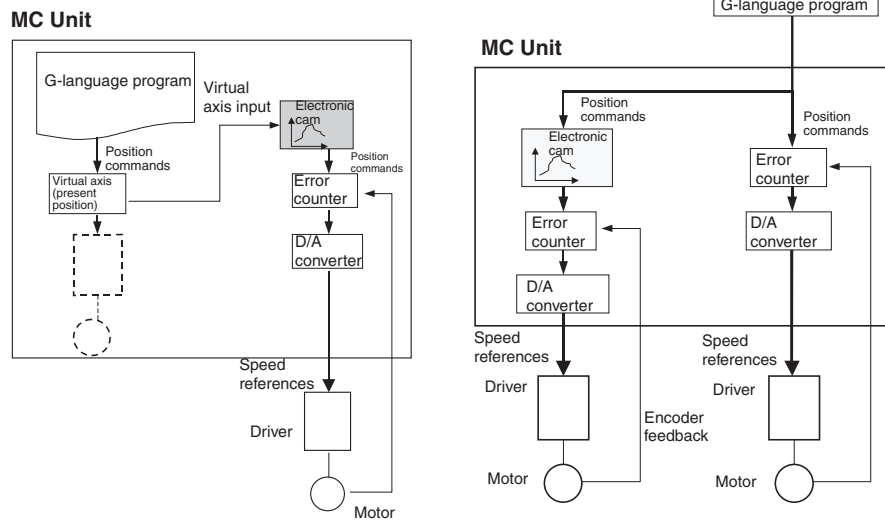 MC Unit
G-language program
Virtual
axis input
Electronic
cam
Position
commands
Position
commands
Virtual axis
(present
position)
Error
counter
D/A
converter
Speed
references
Driver
Motor
G-language program
MC Unit
Position
commands
Position
commands
Electronic
cam
Error
counter
Error
counter
D/A
converter
D/A
converter
Speed
references
Speed
references
Driver
Driver
Encoder
feedback
Motor
Motor